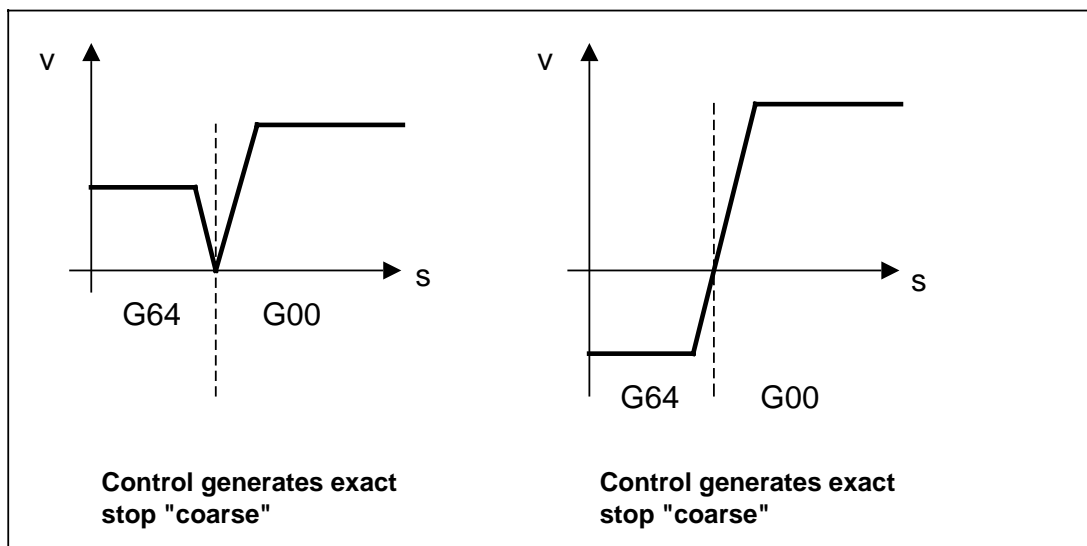 v
s
G64 G00
Control generates exact
stop "coarse"
v
s
G64 G00
Control generates exact
stop "coarse"